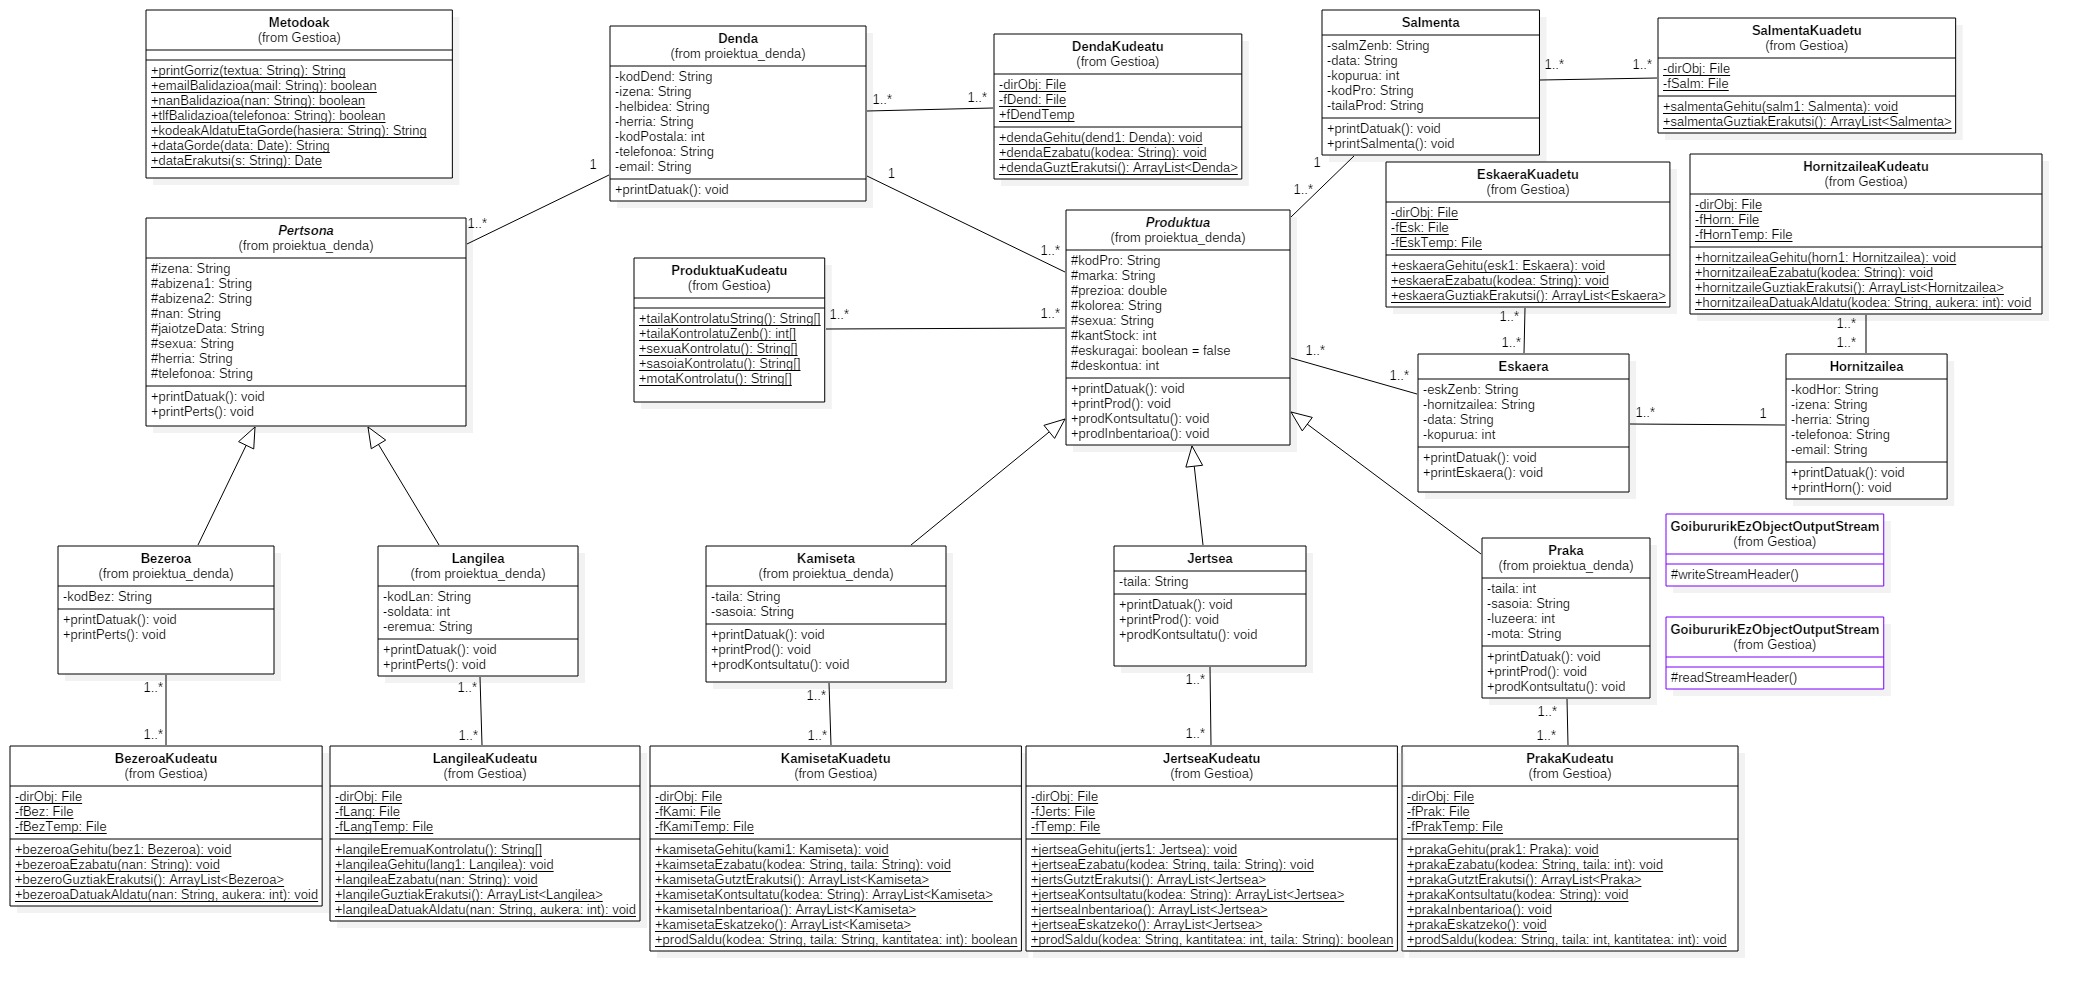 Metodoak
(from Gestioa)
+printGorriz(textua: String): String
+emailBalidazioa(mail: String): boolean
+nanBalidazioa(nan: String): boolean
+tlfBalidazioa(telefonoa: String): boolean
+kodeakAldatuEtaGorde(hasiera: String): String
+dataGorde(data: Date): String
+dataErakutsi(s: String): Date
Denda
(from proiektua_denda)
-kodDend: String
-izena: String
-helbidea: String
-herria: String
-kodPostala: int
-telefonoa: String
-email: String
+printDatuak(): void
1..*
1..*
1
1..*
1
1..*
DendaKudeatu
(from Gestioa)
-dirObj: File
-fDend: File
+fDendTemp
+dendaGehitu(dend1: Denda): void
+dendaEzabatu(kodea: String): void
+dendaGuztErakutsi(): ArrayList<Denda>
Salmenta
-salmZenb: String
-data: String
-kopurua: int
-kodPro: String
-tailaProd: String
+printDatuak(): void
+printSalmenta(): void
1..*
1..*
1
1..*
SalmentaKuadetu
(from Gestioa)
-dirObj: File
-fSalm: File
+salmentaGehitu(salm1: Salmenta): void
+salmentaGuztiakErakutsi(): ArrayList<Salmenta>
Pertsona
(from proiektua_denda)
#izena: String
#abizena1: String
#abizena2: String
#nan: String
#jaiotzeData: String
#sexua: String
#herria: String
#telefonoa: String
+printDatuak(): void
+printPerts(): void
ProduktuaKudeatu
(from Gestioa)
+tailaKontrolatuString(): String[]
+tailaKontrolatuZenb(): int[]
+sexuaKontrolatu(): String[]
+sasoiaKontrolatu(): String[]
+motaKontrolatu(): String[]
1..*
1..*
Produktua
(from proiektua_denda)
#kodPro: String
#marka: String
#prezioa: double
#kolorea: String
#sexua: String
#kantStock: int
#eskuragai: boolean = false
#deskontua: int
+printDatuak(): void
+printProd(): void
+prodKontsultatu(): void
+prodInbentarioa(): void
1..*
1..*
EskaeraKuadetu
(from Gestioa)
-dirObj: File
-fEsk: File
-fEskTemp: File
+eskaeraGehitu(esk1: Eskaera): void
+eskaeraEzabatu(kodea: String): void
+eskaeraGuztiakErakutsi(): ArrayList<Eskaera>
1..*
1..*
HornitzaileaKudeatu
(from Gestioa)
-dirObj: File
-fHorn: File
-fHornTemp: File
+hornitzaileaGehitu(horn1: Hornitzailea): void
+hornitzaileaEzabatu(kodea: String): void
+hornitzaileGuztiakErakutsi(): ArrayList<Hornitzailea>
+hornitzaileaDatuakAldatu(kodea: String, aukera: int): void
1..*
1..*
Eskaera
-eskZenb: String
-hornitzailea: String
-data: String
-kopurua: int
+printDatuak(): void
+printEskaera(): void
1..*
1
Hornitzailea
-kodHor: String
-izena: String
-herria: String
-telefonoa: String
-email: String
+printDatuak(): void
+printHorn(): void
GoibururikEzObjectOutputStream
(from Gestioa)
#writeStreamHeader()
GoibururikEzObjectOutputStream
(from Gestioa)
#readStreamHeader()
Bezeroa
(from proiektua_denda)
-kodBez: String
+printDatuak(): void
+printPerts(): void
1..*
1..*
Langilea
(from proiektua_denda)
-kodLan: String
-soldata: int
-eremua: String
+printDatuak(): void
+printPerts(): void
1..*
1..*
Kamiseta
(from proiektua_denda)
-taila: String
-sasoia: String
+printDatuak(): void
+printProd(): void
+prodKontsultatu(): void
1..*
1..*
Jertsea
-taila: String
+printDatuak(): void
+printProd(): void
+prodKontsultatu(): void
1..*
1..*
Praka
(from proiektua_denda)
-taila: int
-sasoia: String
-luzeera: int
-mota: String
+printDatuak(): void
+printProd(): void
+prodKontsultatu(): void
1..*
1..*
BezeroaKudeatu
(from Gestioa)
-dirObj: File
-fBez: File
-fBezTemp: File
+bezeroaGehitu(bez1: Bezeroa): void
+bezeroaEzabatu(nan: String): void
+bezeroGuztiakErakutsi(): ArrayList<Bezeroa>
+bezeroaDatuakAldatu(nan: String, aukera: int): void
LangileaKudeatu
(from Gestioa)
-dirObj: File
-fLang: File
-fLangTemp: File
+langileEremuaKontrolatu(): String[]
+langileaGehitu(lang1: Langilea): void
+langileaEzabatu(nan: String): void
+langileGuztiakErakutsi(): ArrayList<Langilea>
+langileaDatuakAldatu(nan: String, aukera: int): void
KamisetaKuadetu
(from Gestioa)
-dirObj: File
-fKami: File
-fKamiTemp: File
+kamisetaGehitu(kami1: Kamiseta): void
+kaimsetaEzabatu(kodea: String, taila: String): void
+kamisetaGutztErakutsi(): ArrayList<Kamiseta>
+kamisetaKontsultatu(kodea: String): ArrayList<Kamiseta>
+kamisetaInbentarioa(): ArrayList<Kamiseta>
+kamisetaEskatzeko(): ArrayList<Kamiseta>
+prodSaldu(kodea: String, taila: String, kantitatea: int): boolean
JertseaKudeatu
(from Gestioa)
-dirObj: File
-fJerts: File
-fTemp: File
+jertseaGehitu(jerts1: Jertsea): void
+jertseaEzabatu(kodea: String, taila: String): void
+jertsGutztErakutsi(): ArrayList<Jertsea>
+jertseaKontsultatu(kodea: String): ArrayList<Jertsea>
+jertseaInbentarioa(): ArrayList<Jertsea>
+jertseaEskatzeko(): ArrayList<Jertsea>
+prodSaldu(kodea: String, kantitatea: int, taila: String): boolean
PrakaKudeatu
(from Gestioa)
-dirObj: File
-fPrak: File
-fPrakTemp: File
+prakaGehitu(prak1: Praka): void
+prakaEzabatu(kodea: String, taila: int): void
+prakaGutztErakutsi(): ArrayList<Praka>
+prakaKontsultatu(kodea: String): void
+prakaInbentarioa(): void
+prakaEskatzeko(): void
+prodSaldu(kodea: String, taila: int, kantitatea: int): void